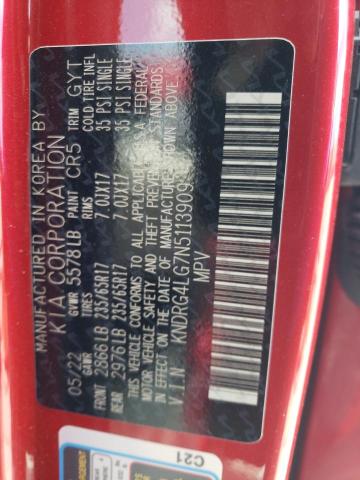 MANUFACTURED IN KOREA BY
KIA CORPORATION
05/22 GVWR 5578LB PAINT CR5 TRIM GYT
GAWR TIRES RIMS COLD TIRE INFL
FRONT 2866LB 235/65R17 7.0JX17 35 PSI SINGLE
REAR 2976LB 235/65R17 7.0JX17 35 PSI SINGLE
THIS VEHICLE CONFORMS TO ALL APPLICABLE U.S.A FEDERAL
MOTOR VEHICLE SAFETY AND THEFT PREVENTION STANDARDS
IN EFFECT ON THE DATE OF MANUFACTURE SHOWN ABOVE.
V.I.N KNDRG4LG7N5113909
MPV
C21